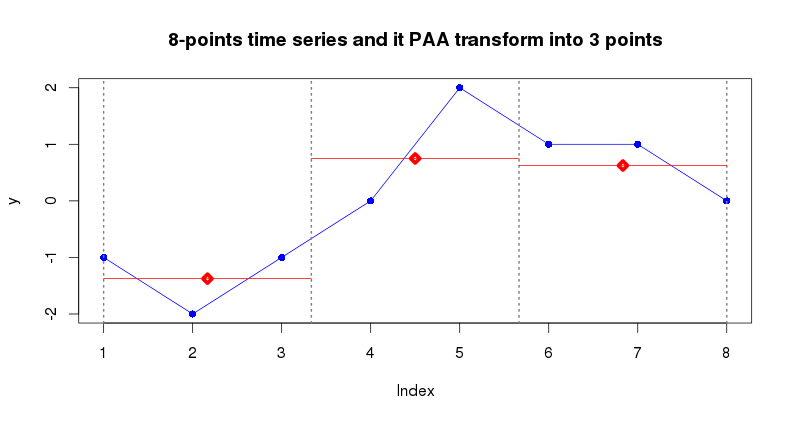 8-points time series and it PAA transform into 3 points
2
1
0
-1
-2
y
1 2 3 4 5 6 7 8
Index